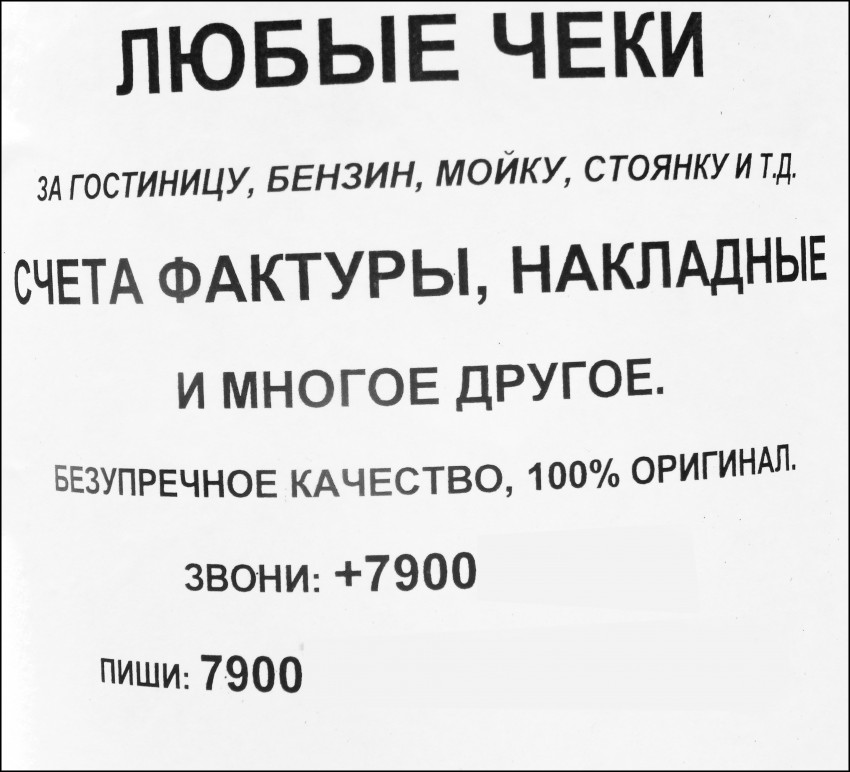 ЛЮБЫЕ ЧЕКИ
ЗА ГОСТИНИЦУ, БЕНЗИН, МОЙКУ, СТОЯНКУ И Т.Д.
СЧЕТА ФАКТУРЫ, НАКЛАДНЫЕ
И МНОГОЕ ДРУГОЕ.
БЕЗУПРЕЧНОЕ КАЧЕСТВО, 100% ОРИГИНАЛ.
ЗВОНИ: +7900
ПИШИ: 7900